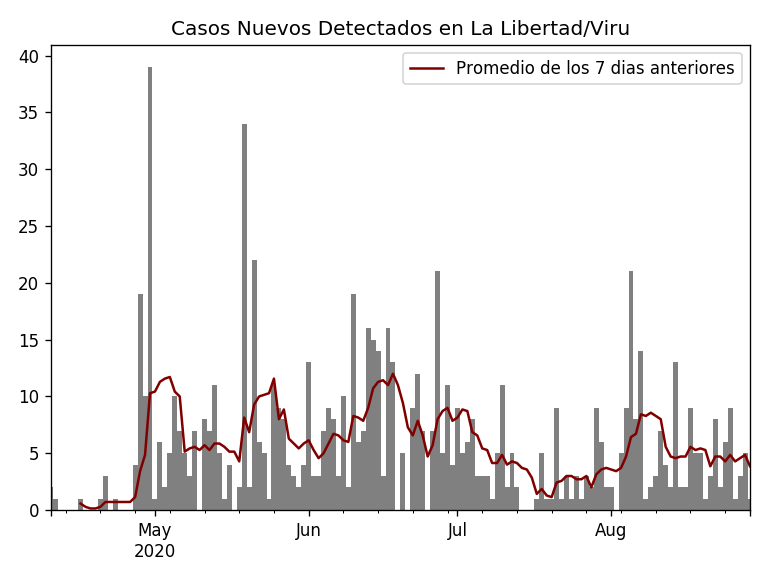 Casos Nuevos Detectados en La Libertad/Viru
Promedio de los 7 dias anteriores
40
35
30
25
20
15
10
5
0
May
2020
Jun
Jul
Aug